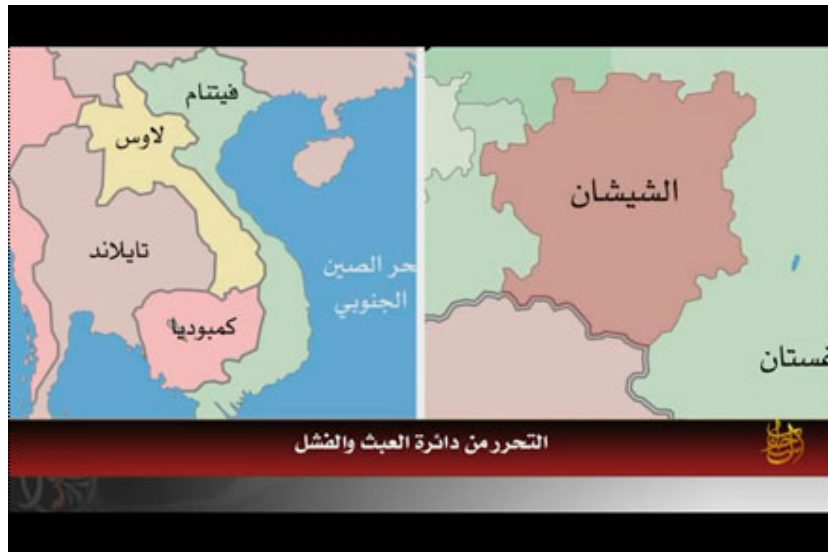 فيتنام
لاوس
تايلاند
حر الصين
الجنوبي
كمبوديا
الشيشان
غستان
التحرر من دائرة العبث والفشل